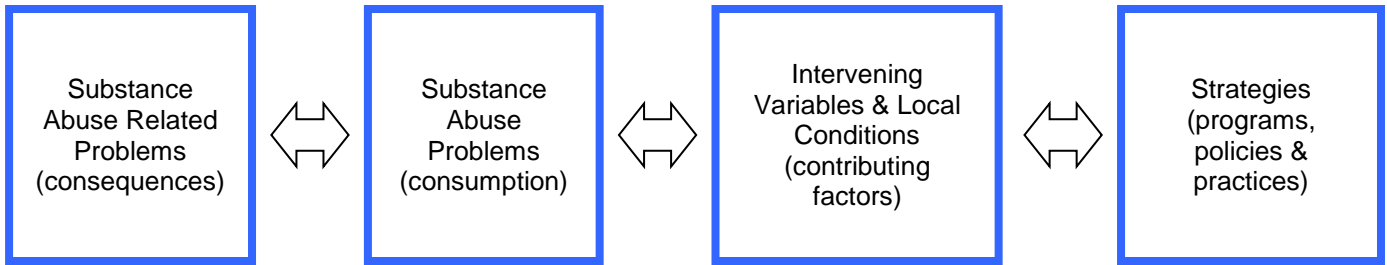 Substance
Abuse Related
Problems
(consequences)
Substance
Abuse
Problems
(consumption)
Intervening
Variables & Local
Conditions
(contributing
factors)
Strategies
(programs,
policies &
practices)